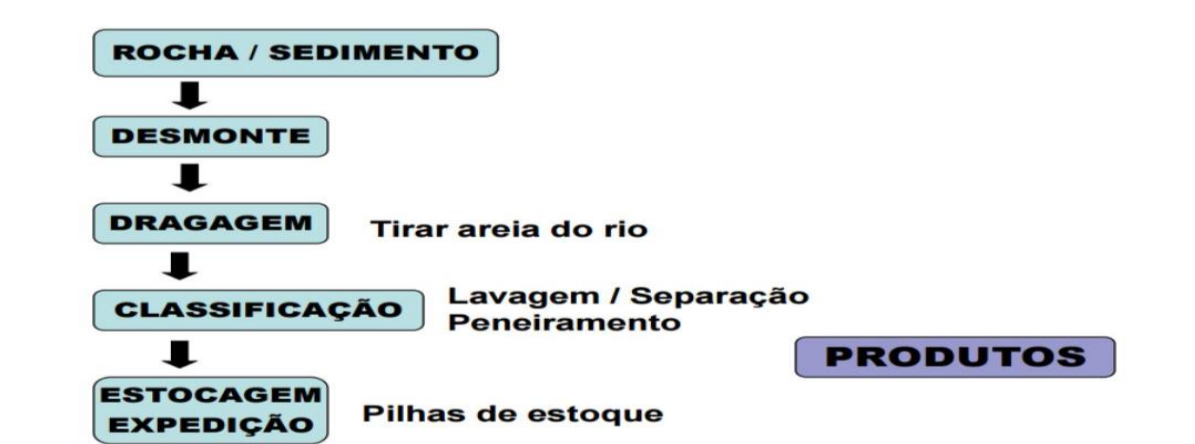 ROCHA / SEDIMENTO
DESMONTE
DRAGAGEM
Tirar areia do rio
CLASSIFICAÇÃO
Lavagem / Separação
Peneiramento
PRODUTOS
ESTOCAGEM
EXPEDIÇÃO
Pilhas de estoque